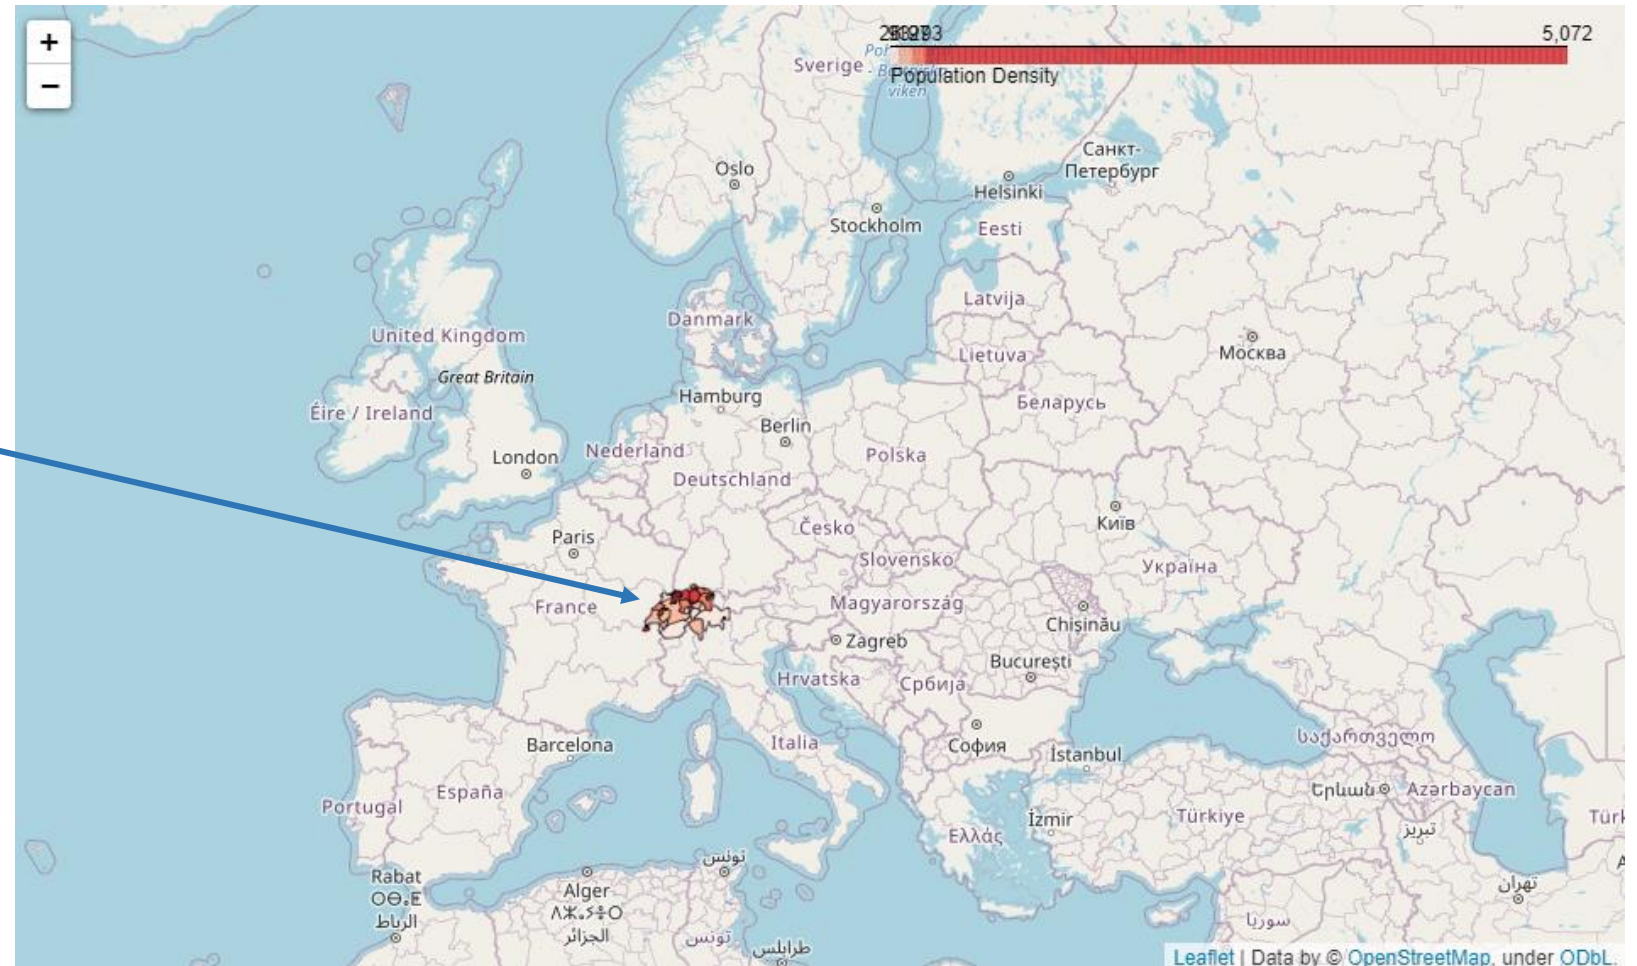 +
−
5,072
Population Density
Sverige
viken
Санкт-
Петербург
Oslo
Helsinki
Stockholm
Eesti
Latvija
Danmark
United Kingdom
Lietuva
Москва
Great Britain
Hamburg
Беларусь
Éire / Ireland
Berlin
Nederland
London
Polska
Deutschland
Česko
Київ
Paris
Slovensko
Україна
France
Magyarország
Chișinău
Zagreb
București
Hrvatska
Србија
Barcelona
Italia
София
İstanbul
საქართველო
España
Portugal
Երևան
Azərbaycan
İzmir
Türkiye
Ελλάς
تبریز
تونس
Rabat
ⵔⴱⴰⵟ
الرباط
Alger
الجزائر
تونس
طرابلس
تهران
سوريا
Leaflet | Data by © OpenStreetMap, under ODbL.